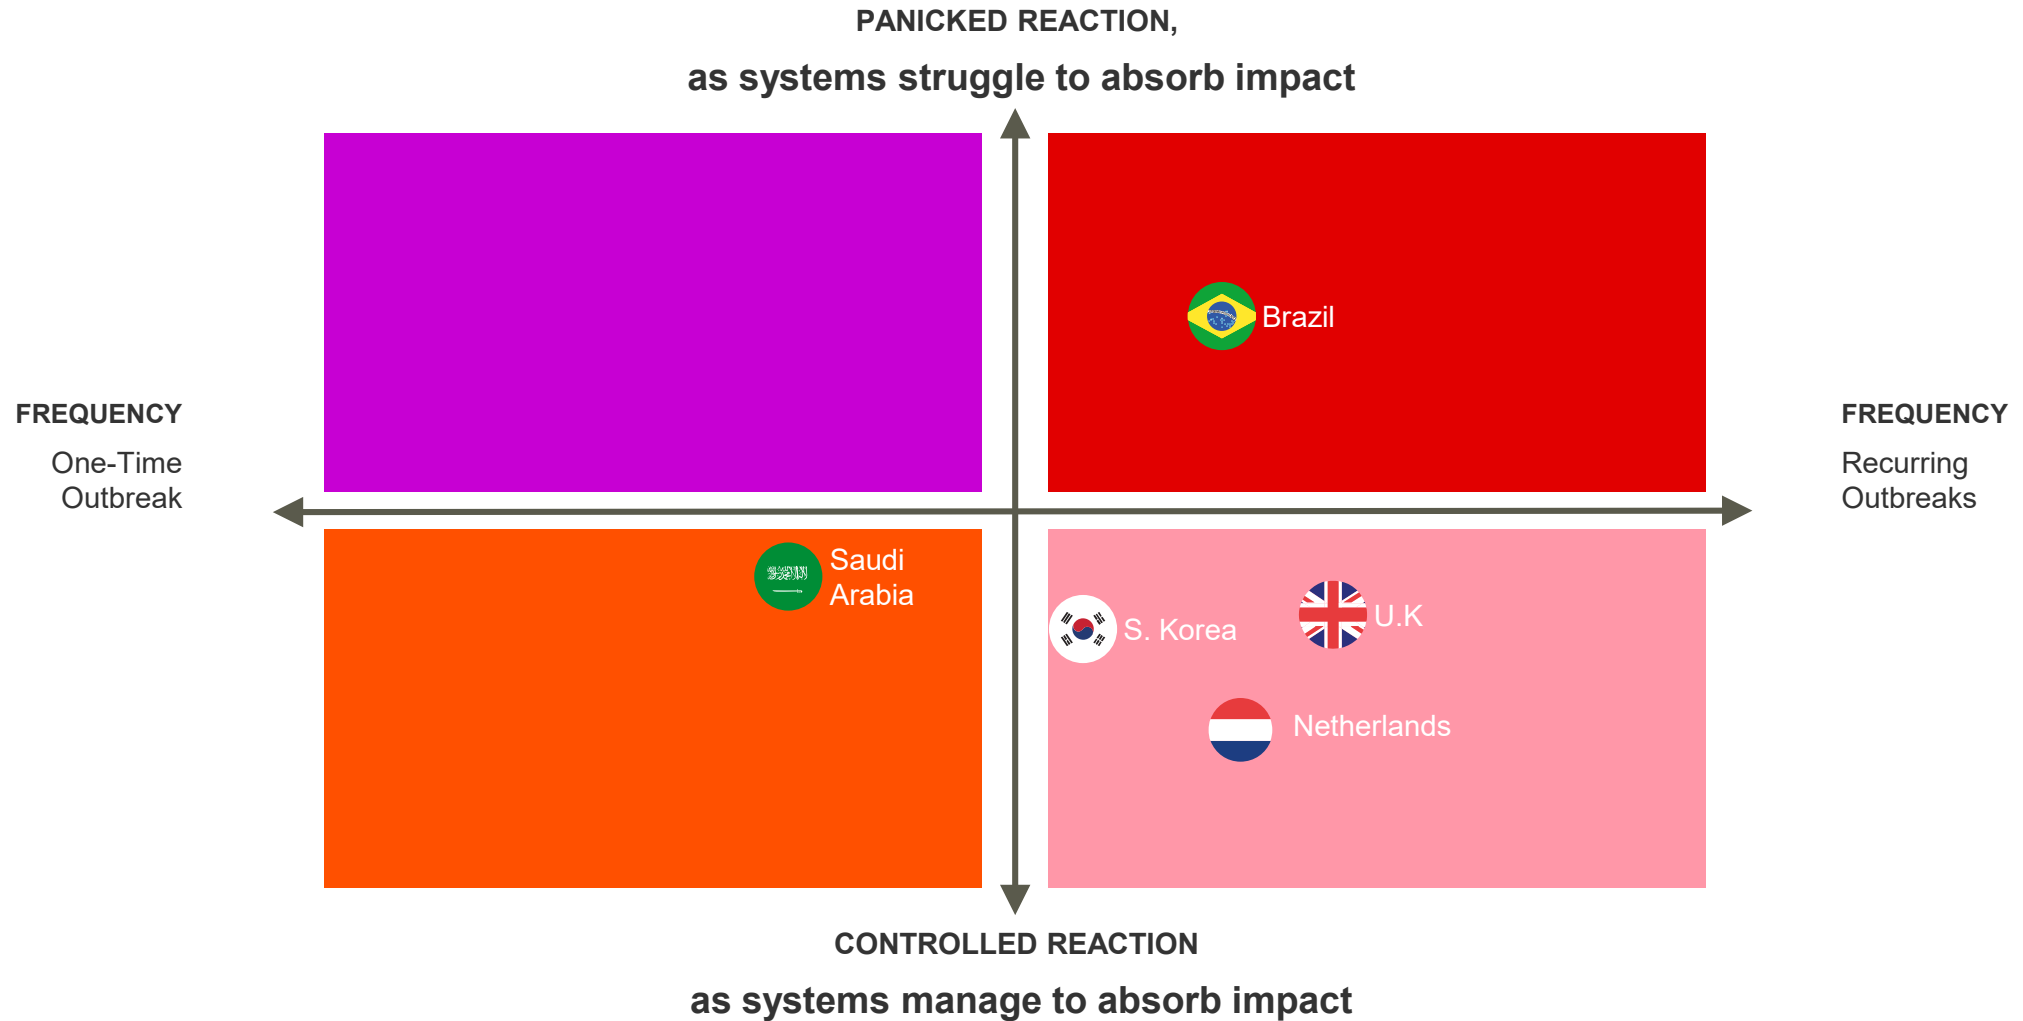 PANICKED REACTION,
as systems struggle to absorb impact
Brazil
FREQUENCY
One-Time
Outbreak
FREQUENCY
Recurring
Outbreaks
Saudi
Arabia
S. Korea
U.K
Netherlands
CONTROLLED REACTION
as systems manage to absorb impact